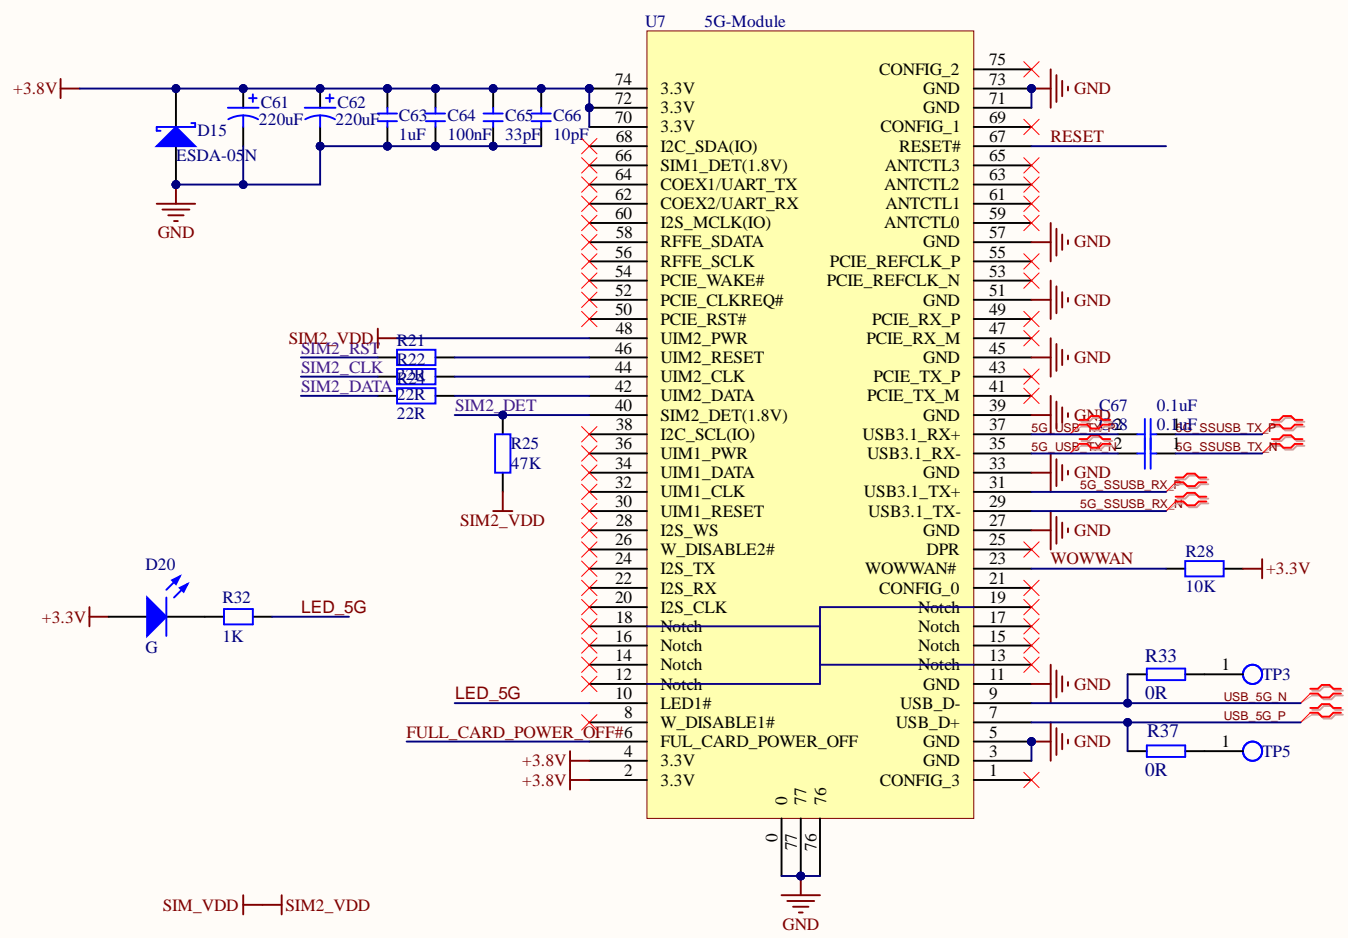 U7 5G-Module
+3.8V
C61
220uF
C62
220uF
C63
1uF
C64
100nF
C65
33pF
C66
10pF
D15
ESDA-05N
GND
74 3.3V
72 3.3V
70 3.3V
68 I2C_SDA(IO)
66 SIM1_DET(1.8V)
64 COEX1/UART_TX
62 COEX2/UART_RX
60 I2S_MCLK(IO)
58 RFFE_SDATA
56 RFFE_SCLK
54 PCIE_WAKE#
52 PCIE_CLKREQ#
50 PCIE_RST#
48 UIM2_PWR
46 UIM2_RESET
44 UIM2_CLK
42 UIM2_DATA
40 SIM2_DET(1.8V)
38 I2C_SCL(IO)
36 UIM1_PWR
34 UIM1_DATA
32 UIM1_CLK
30 UIM1_RESET
28 I2S_WS
26 W_DISABLE2#
24 I2S_TX
22 I2S_RX
20 I2S_CLK
18 Notch
16 Notch
14 Notch
12 Notch
10 LED1#
8 W_DISABLE1#
6 FUL_CARD_POWER_OFF
4 3.3V
2 3.3V
CONFIG_2 75
GND 73
GND 71
CONFIG_1 69
RESET# 67
ANTCTL3 65
ANTCTL2 63
ANTCTL1 61
ANTCTL0 59
GND 57
PCIE_REFCLK_P 55
PCIE_REFCLK_N 53
GND 51
PCIE_RX_P 49
PCIE_RX_M 47
GND 45
PCIE_TX_P 43
PCIE_TX_M 41
GND 39
USB3.1_RX+ 37
USB3.1_RX- 35
GND 33
USB3.1_TX+ 31
USB3.1_TX- 29
GND 27
DPR 25
WOWWAN# 23
CONFIG_0 21
Notch 19
Notch 17
Notch 15
Notch 13
GND 11
USB_D- 9
USB_D+ 7
GND 5
GND 3
CONFIG_3 1
0 77 76
0 77 76
GND
SIM2_VDD
SIM2_RST
SIM2_CLK
SIM2_DATA
R21
R22
22R
22R
SIM2_DET
R25
47K
SIM2_VDD
D20
G
+3.3V
R32
1K
LED_5G
LED_5G
FULL_CARD_POWER_OFF#
+3.8V
+3.8V
SIM_VDD SIM2_VDD
GND
RESET
GND
GND
GND
GND
C67 0.1uF
0.1uF
2 1
5G_SSUSB_TX_P
5G_SSUSB_TX_N
GND
5G_SSUSB_RX_N
GND
WOWWAN
R28
10K
+3.3V
GND
R33
0R
1 TP3
USB_5G_N
USB_5G_P
GND
R37
0R
1 TP5